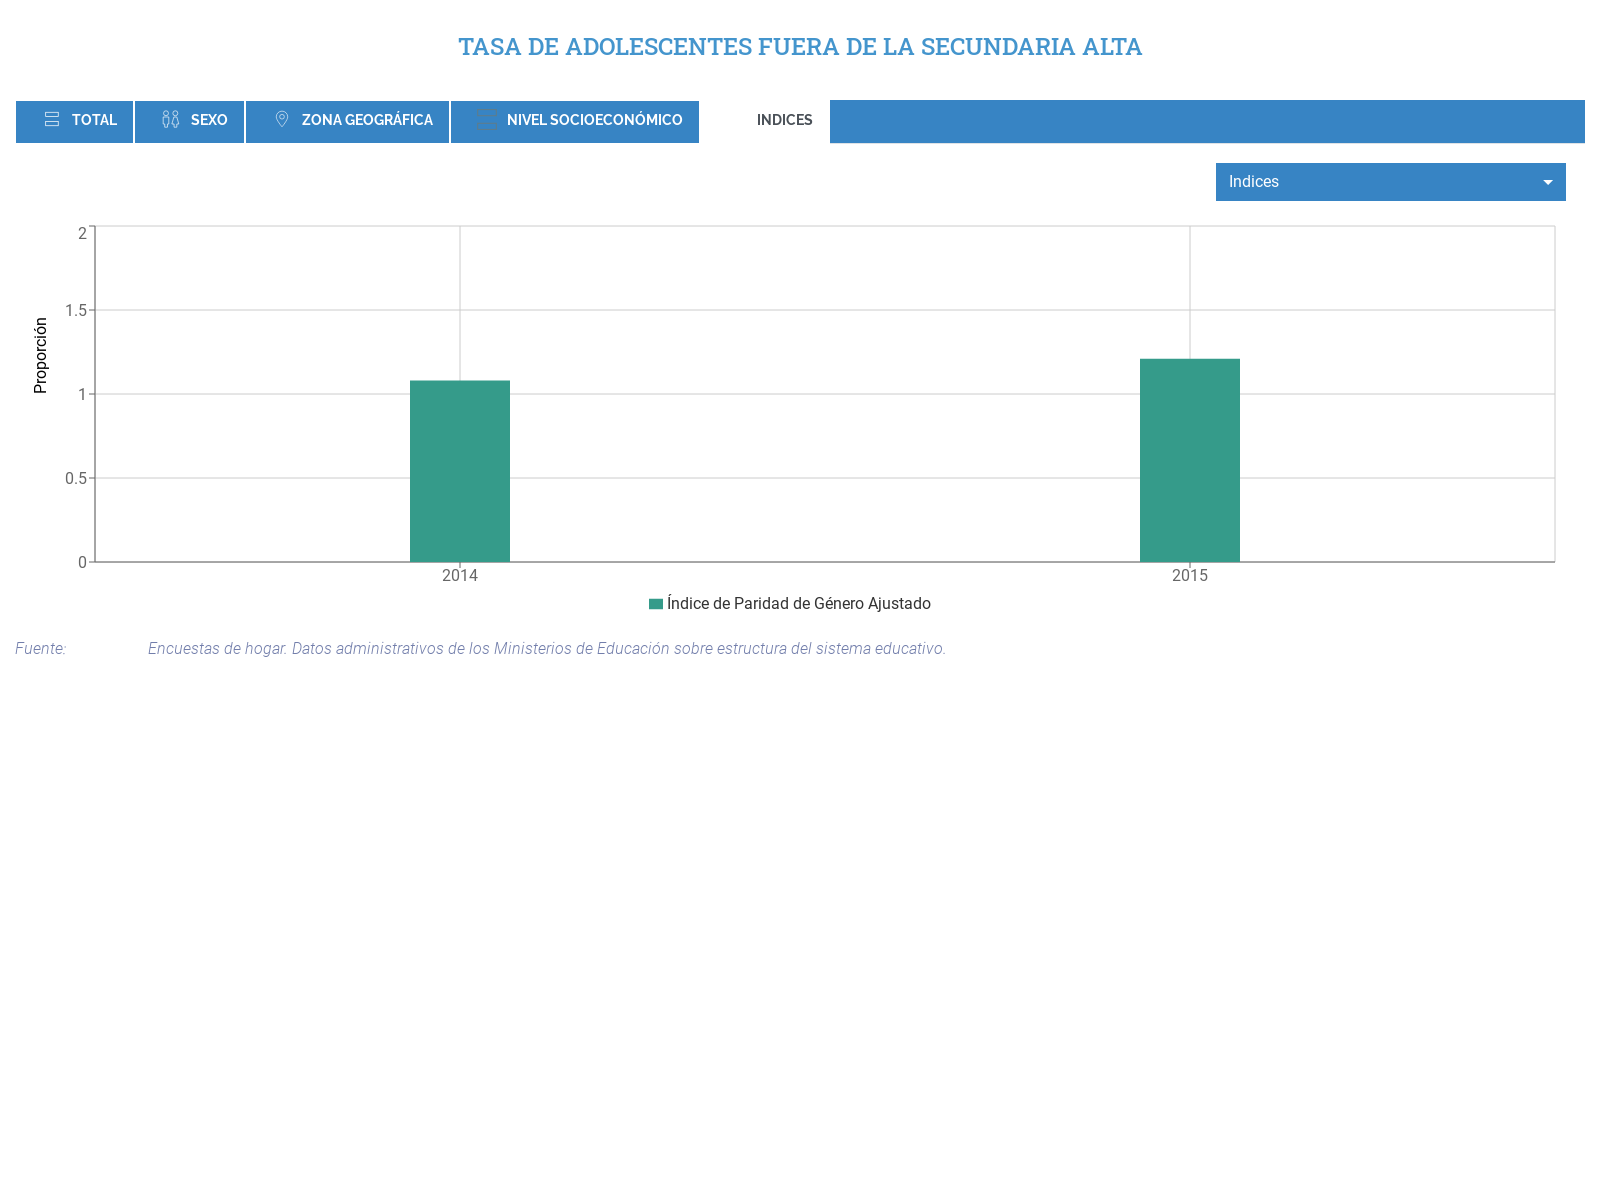 TASA DE ADOLESCENTES FUERA DE LA SECUNDARIA ALTA
TOTAL SEXO ZONA GEOGRÁFICA NIVEL SOCIOECONÓMICO INDICES
Indices
Proporción
2
1.5
1
0.5
0
2014 2015
Índice de Paridad de Género Ajustado
Fuente: Encuestas de hogar. Datos administrativos de los Ministerios de Educación sobre estructura del sistema educativo.